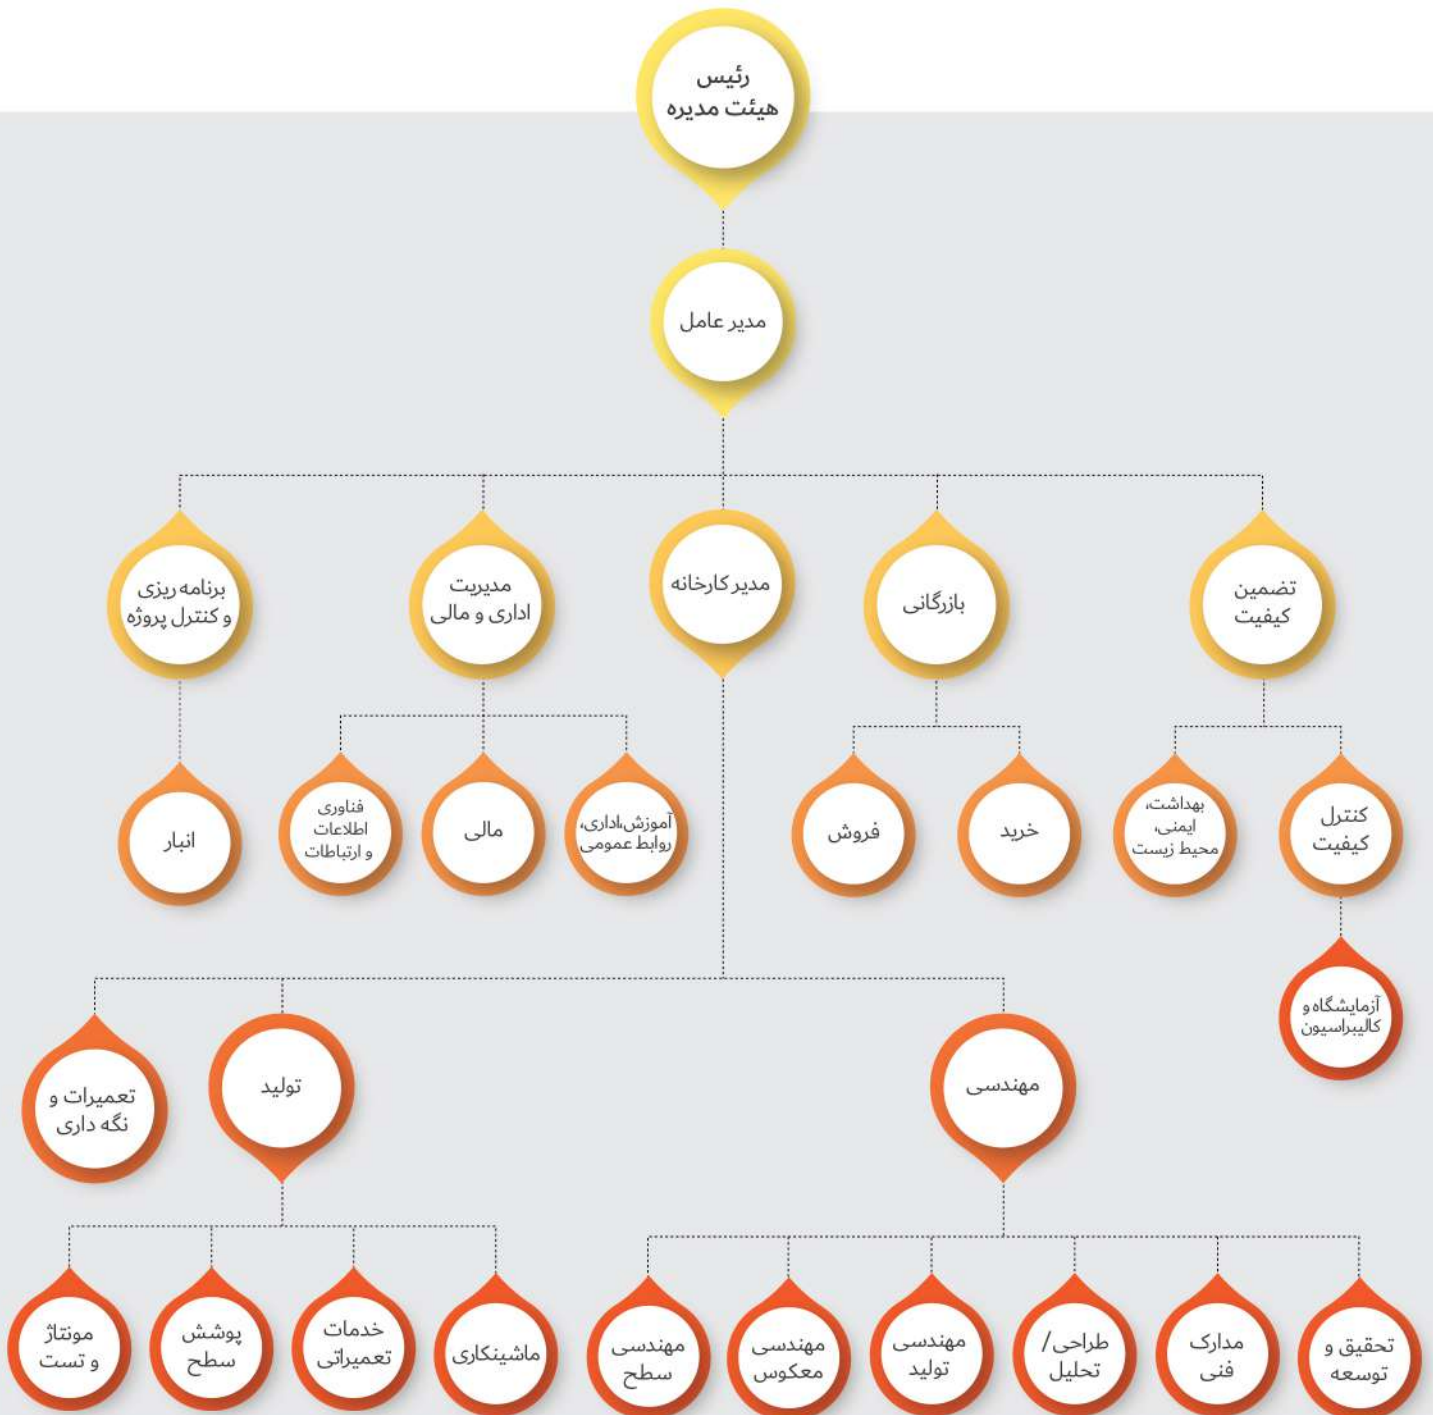 رئیس
هیئت مدیره
مدیر عامل
تضمین
کیفیت
بازرگانی
مدیر کارخانه
مدیریت
اداری و مالی
برنامه ریزی
و کنترل پروژه
کنترل
کیفیت
بهداشت،
ایمنی،
محیط زیست
خرید
فروش
آموزش،اداری،
روابط عمومی
مالی
فناوری
اطلاعات
و ارتباطات
انبار
آزمایشگاه و
کالیبراسیون
مهندسی
تولید
تعمیرات و
نگه داری
تحقیق و
توسعه
مدارک
فنی
طراحی/
تحلیل
مهندسی
تولید
مهندسی
معکوس
مهندسی
سطح
ماشینکاری
خدمات
تعمیراتی
پوشش
سطح
مونتاژ
و تست